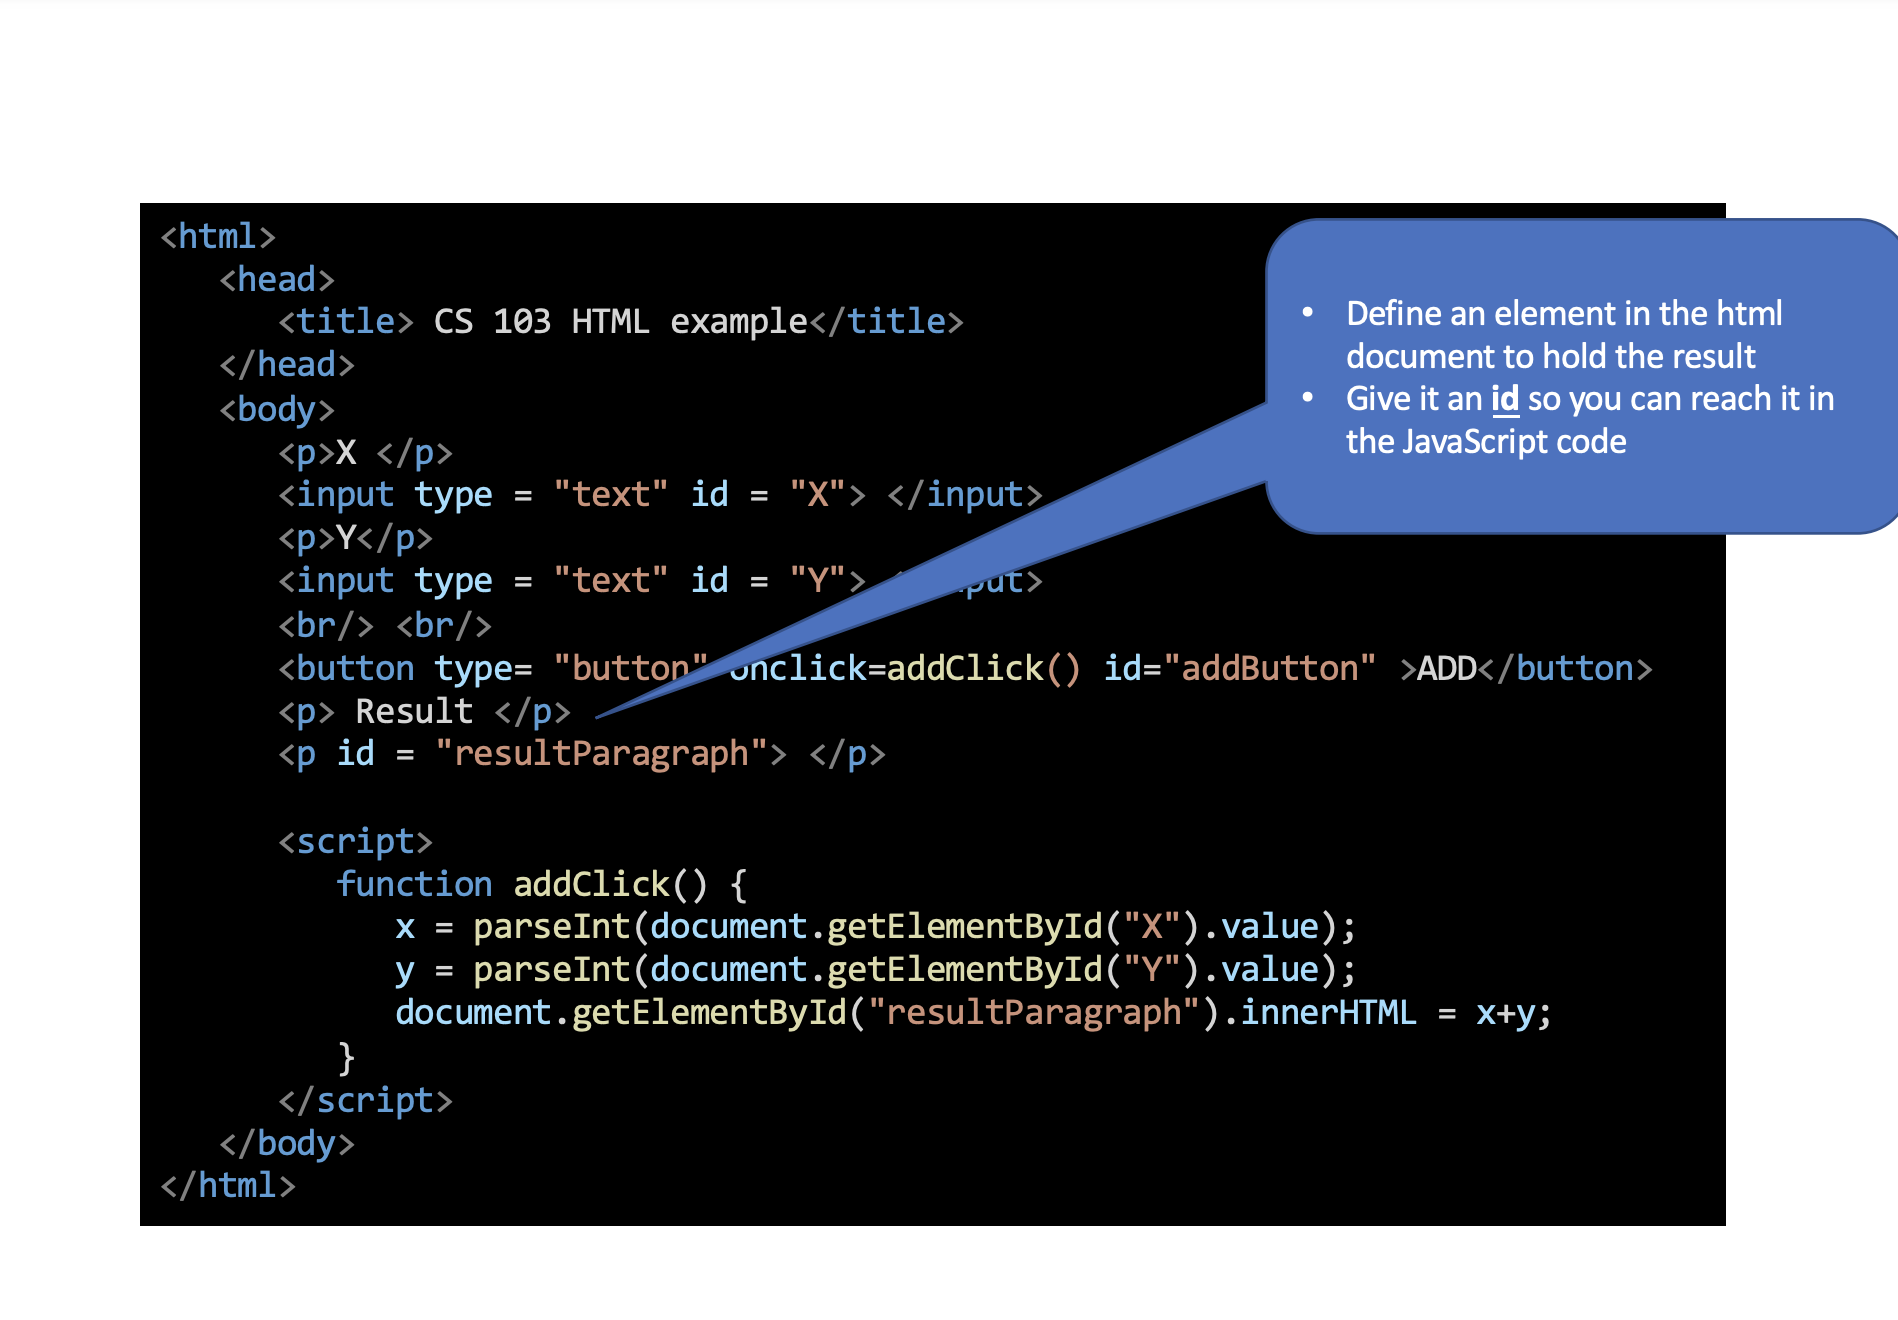 <html>
<head>
<title> CS 103 HTML example</title>
</head>
<body>
<p>X </p>
<input type = "text" id = "X"> </input>
<p>Y</p>
<input type = "text" id = "Y"> put>
<br/> <br/>
<button type= "button" onclick=addClick() id="addButton" >ADD</button>
<p> Result </p>
<p id = "resultParagraph"> </p>
<script>
function addClick() {
x = parseInt(document.getElementById("X").value);
y = parseInt(document.getElementById("Y").value);
document.getElementById("resultParagraph").innerHTML = x+y;
}
</script>
</body>
</html>
• Define an element in the html
document to hold the result
• Give it an id so you can reach it in
the JavaScript code